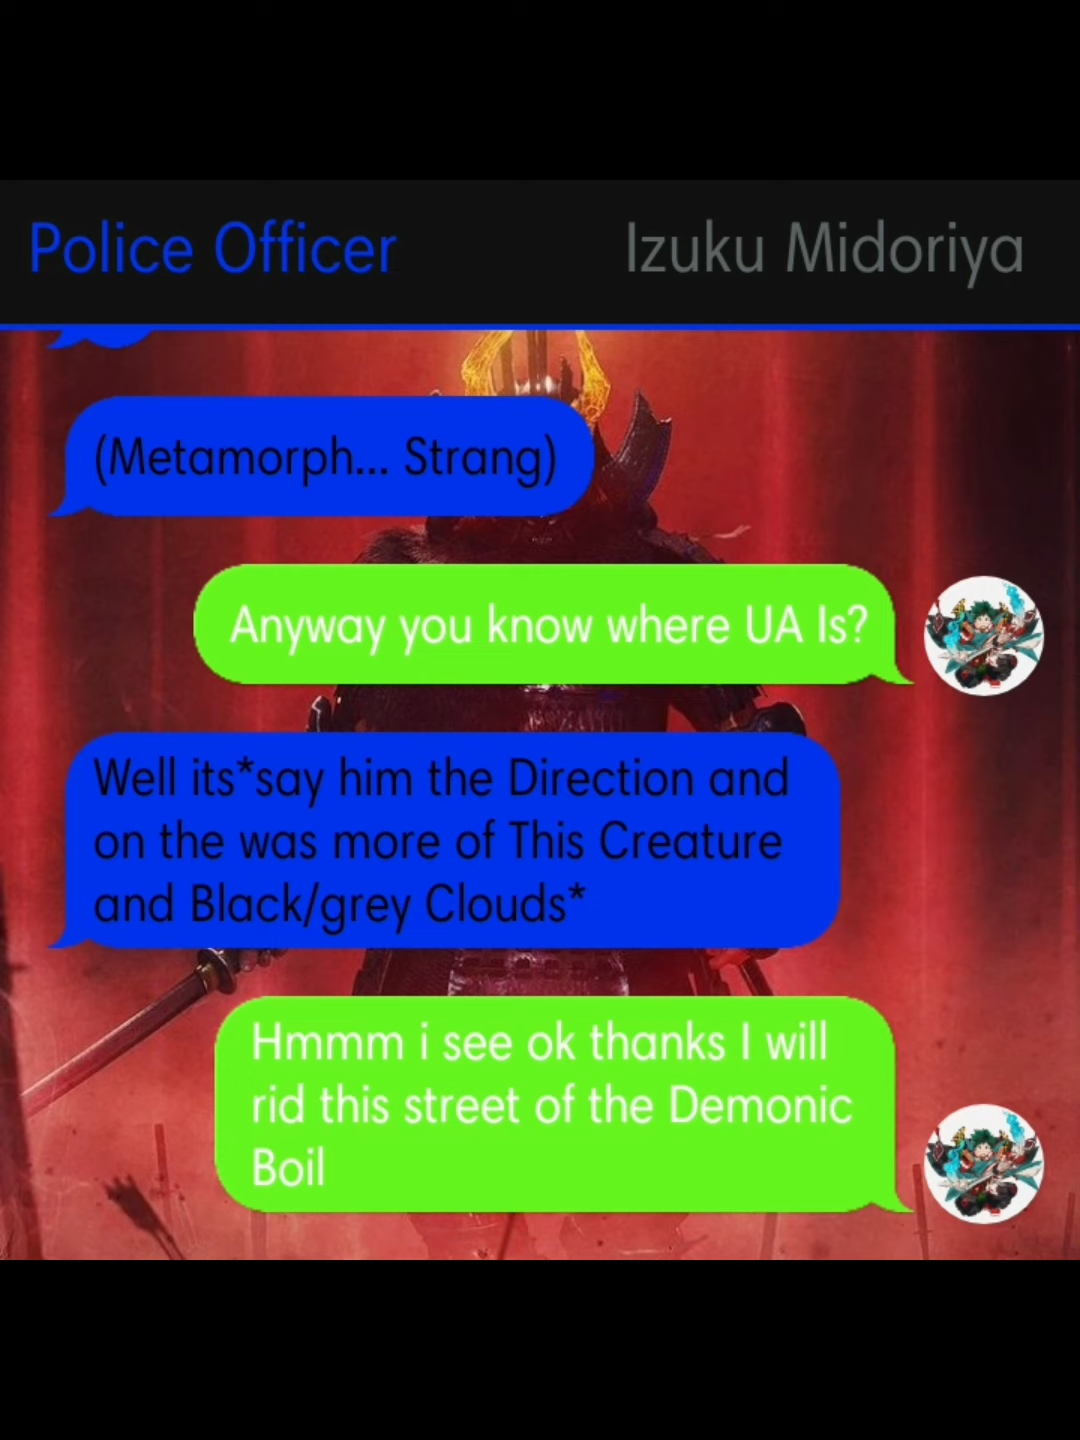 Police Officer
Izuku Midoriya
(Metamorph... Strang)
Anyway you know where UA Is?
Well its*say him the Direction and
on the was more of This Creature
and Black/grey Clouds*
Hmmm i see ok thanks I will
rid this street of the Demonic
Boil